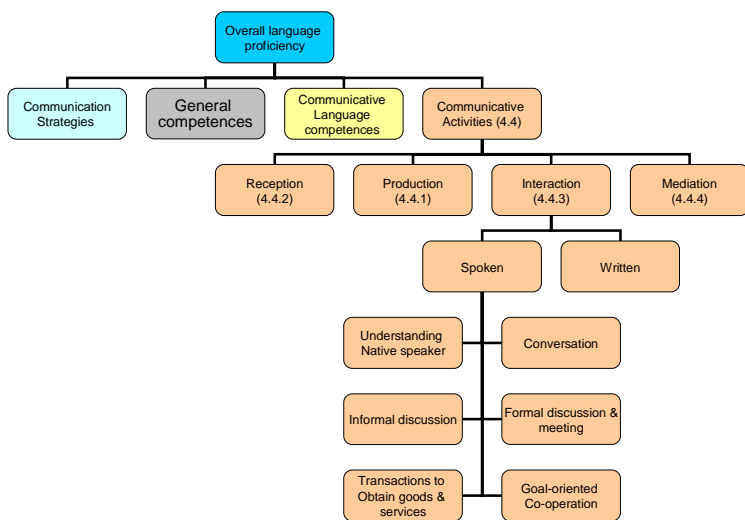 Overall language
proficiency
Communication
Strategies
General
competences
Communicative
Language
competences
Communicative
Activities (4.4)
Reception
(4.4.2)
Production
(4.4.1)
Interaction
(4.4.3)
Mediation
(4.4.4)
Spoken
Written
Understanding
Native speaker
Conversation
Informal discussion
Formal discussion &
meeting
Transactions to
Obtain goods &
services
Goal-oriented
Co-operation